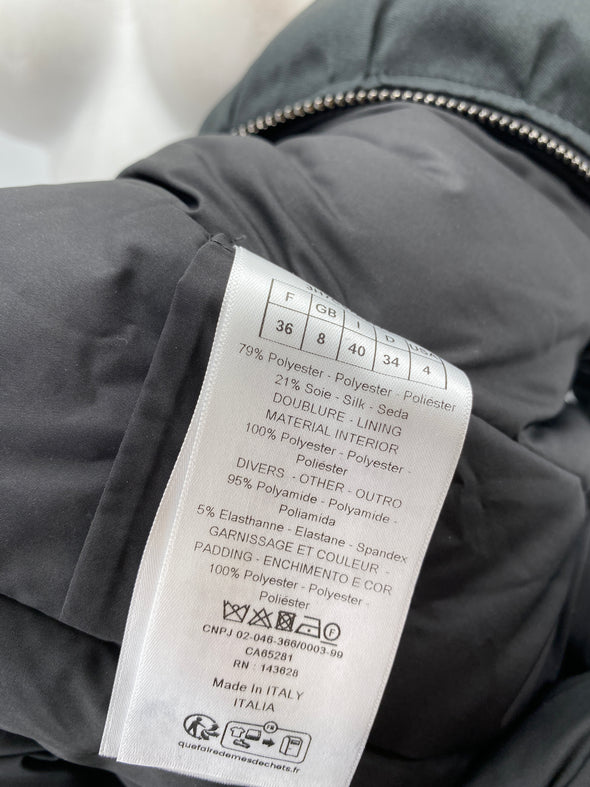 F GB I D USA
36 8 40 34 4
79% Polyester - Polyester - Poliéster
21% Soie - Silk - Seda
DOUBLURE - LINING
MATERIAL INTERIOR
100% Polyester - Polyester -
Poliéster
DIVERS - OTHER - OUTRO
95% Polyamide - Polyamide -
Poliamida
5% Elasthanne - Elastane - Spandex
GARNISSAGE ET COULEUR -
PADDING - ENCHIMENTO E COR
100% Polyester - Polyester -
Poliéster
CNPJ 02-046-366/0003-99
CA65281
RN : 143628
Made In ITALY
ITALIA
FR
quefairedemesdechets.fr